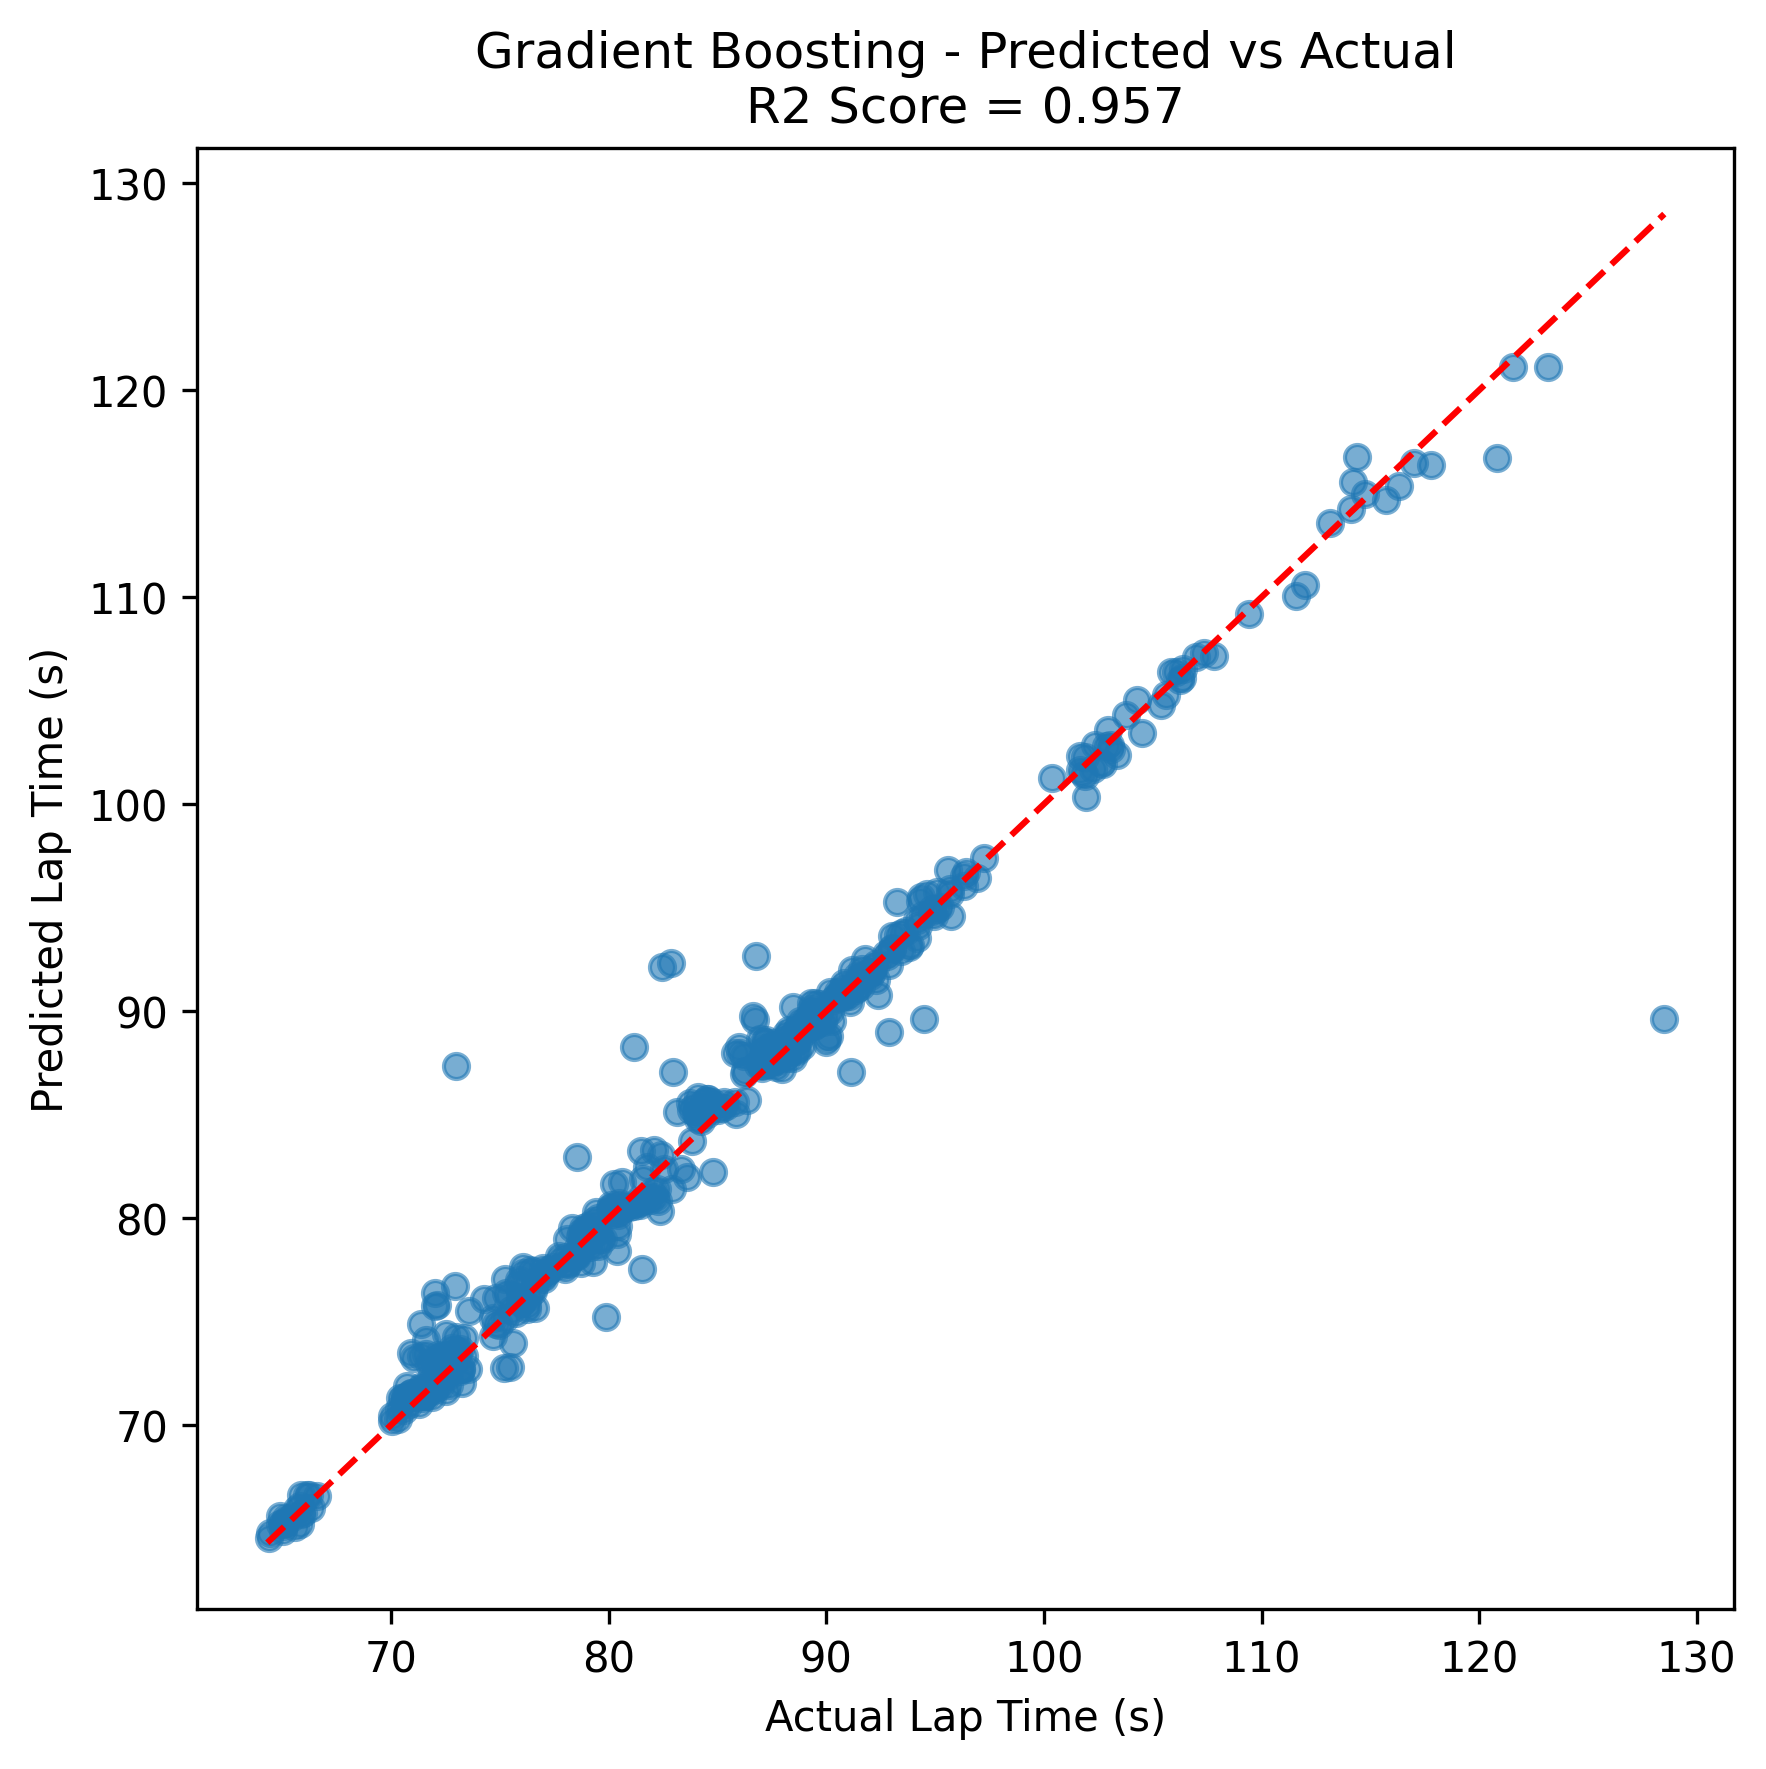 Gradient Boosting - Predicted vs Actual
R2 Score = 0.957
130
120
110
100
90
80
70
Predicted Lap Time (s)
70 80 90 100 110 120 130
Actual Lap Time (s)